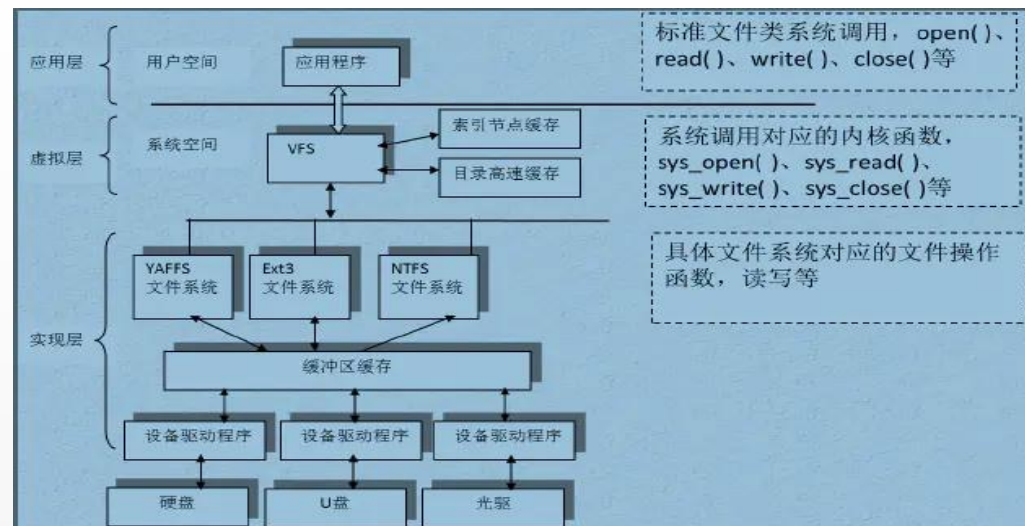 应用层
用户空间
应用程序
标准文件类系统调用，open( )、
read( )、write( )、close( )等
虚拟层
系统空间
VFS
索引节点缓存
目录高速缓存
系统调用对应的内核函数，
sys_open( )、sys_read( )、
sys_write( )、sys_close( )等
实现层
YAFFS
文件系统
Ext3
文件系统
NTFS
文件系统
具体文件系统对应的文件操作
函数，读写等
缓冲区缓存
设备驱动程序
设备驱动程序
设备驱动程序
硬盘
U盘
光驱